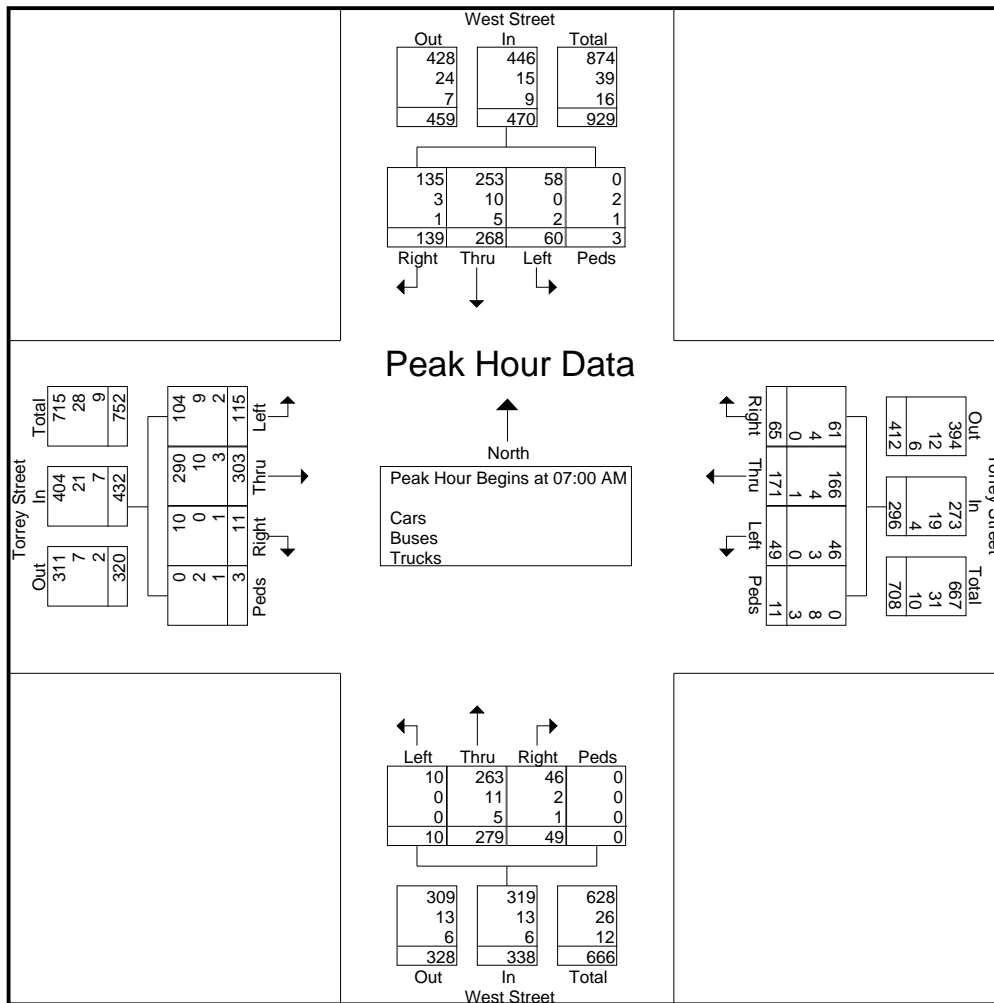 West Street
Out In Total
428 446 874
24 15 39
7 9 16
459 470 929
135 253 58 0
3 10 0 2
1 5 2 1
139 268 60 3
Right Thru Left Peds
Peak Hour Data
North
Peak Hour Begins at 07:00 AM
Cars
Buses
Trucks
Torrey Street
Total In Out
715 404 311
28 21 7
9 7 2
752 432 320
104 290 10 0
9 10 0 2
2 3 1 1
115 303 11 3
Left Thru Right Peds
Right Thru Left Peds
65 171 49 11
0 1 0 3
4 4 3 8
61 166 46 0
412 296 708
6 4 10
12 19 31
394 273 667
Out In Total
Torrey Street
Left Thru Right Peds
10 263 46 0
0 11 2 0
0 5 1 0
10 279 49 0
309 319 628
13 13 26
6 6 12
328 338 666
Out In Total
West Street